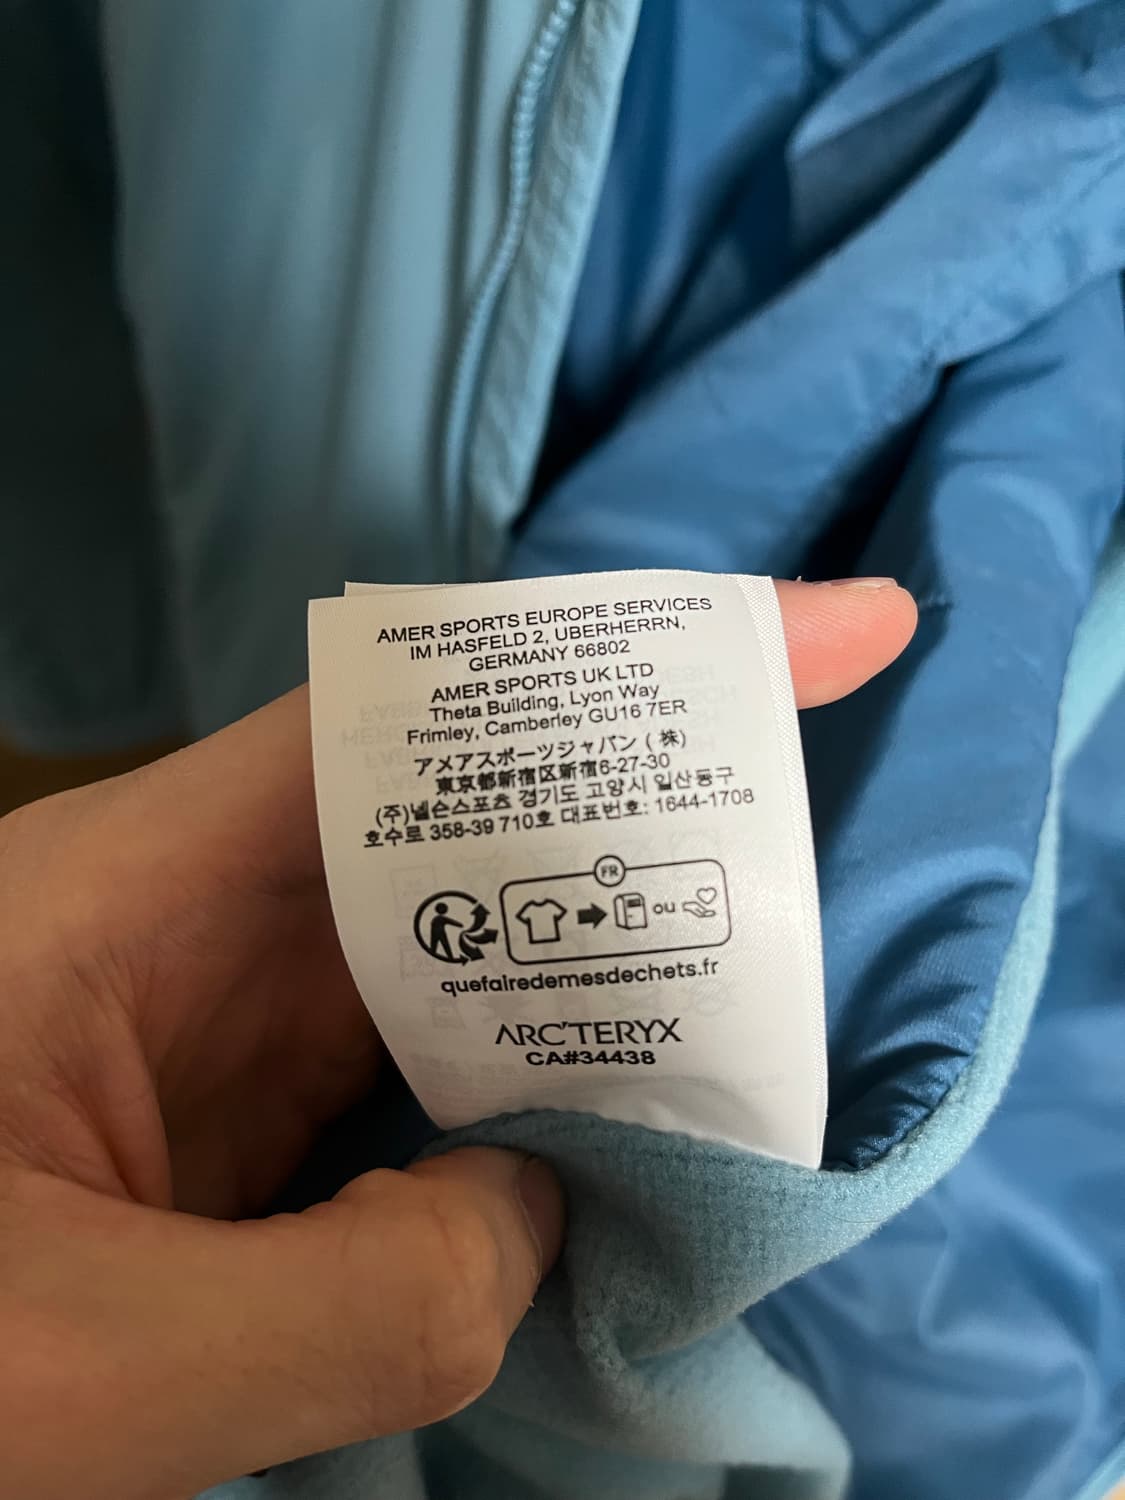 AMER SPORTS EUROPE SERVICES
IM HASFELD 2, UBERHERRN,
GERMANY 66802
AMER SPORTS UK LTD
Theta Building, Lyon Way
Frimley, Camberley GU16 7ER
アメアスポーツジャパン (株)
東京都新宿区新宿6-27-30
(주)넬슨스포츠 경기도 고양시 일산동구
호수로 358-39 710호 대표번호: 1644-1708
FR
ou
quefairedemesdechets.fr
ARC'TERYX
CA#34438